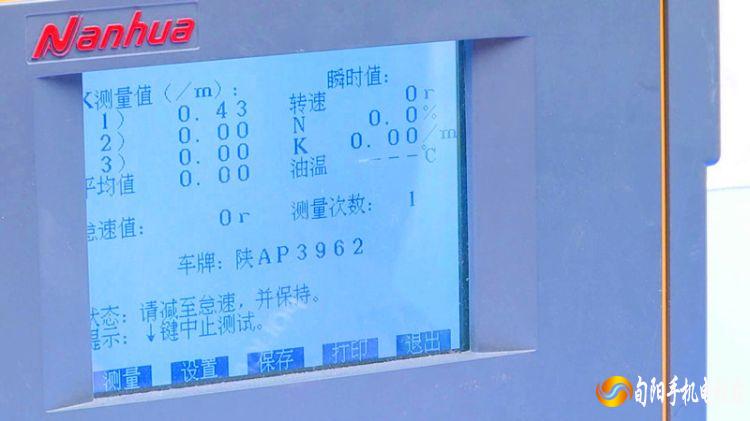 Nanhua
K测量值(/m):
1) 0.43
2) 0.00
3) 0.00
平均值 0.00
怠速值: 0r
瞬时值:
转速 0r
N 0.0%
K 0.00/m
油温 ---℃
测量次数: 1
车牌: 陕AP3962
状态: 请减至怠速,并保持。
提示: ↓键中止测试。
测量 设置 保存 打印 退出
旬阳手机电